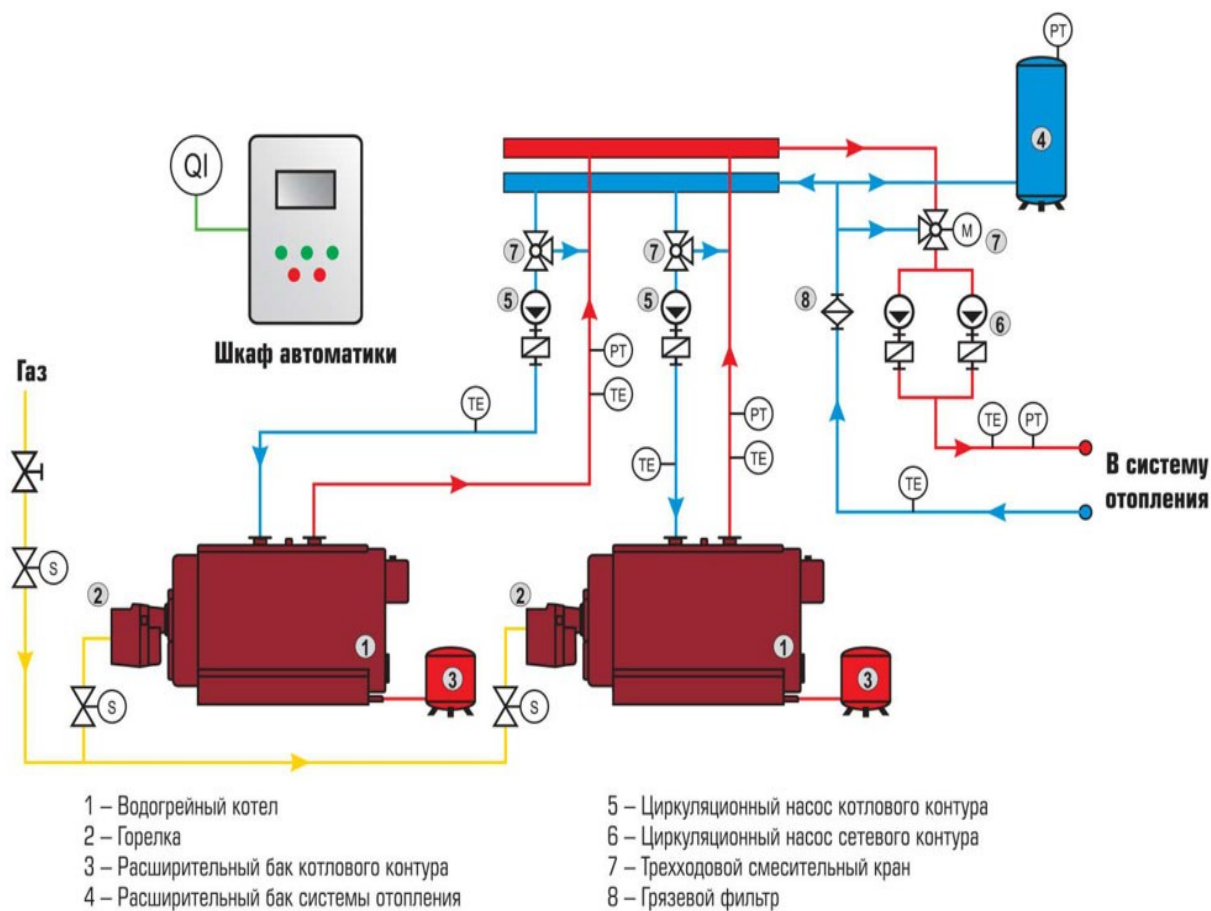 PT
4
QI
7
M
7
7
5
5
8
6
Шкаф автоматики
PT
Газ
TE
TE
PT
TE
PT
TE
TE
TE
В систему
отопления
S
2
2
1
1
3
3
S
S
1 – Водогрейный котел
2 – Горелка
3 – Расширительный бак котлового контура
4 – Расширительный бак системы отопления
5 – Циркуляционный насос котлового контура
6 – Циркуляционный насос сетевого контура
7 – Трехходовой смесительный кран
8 – Грязевой фильтр